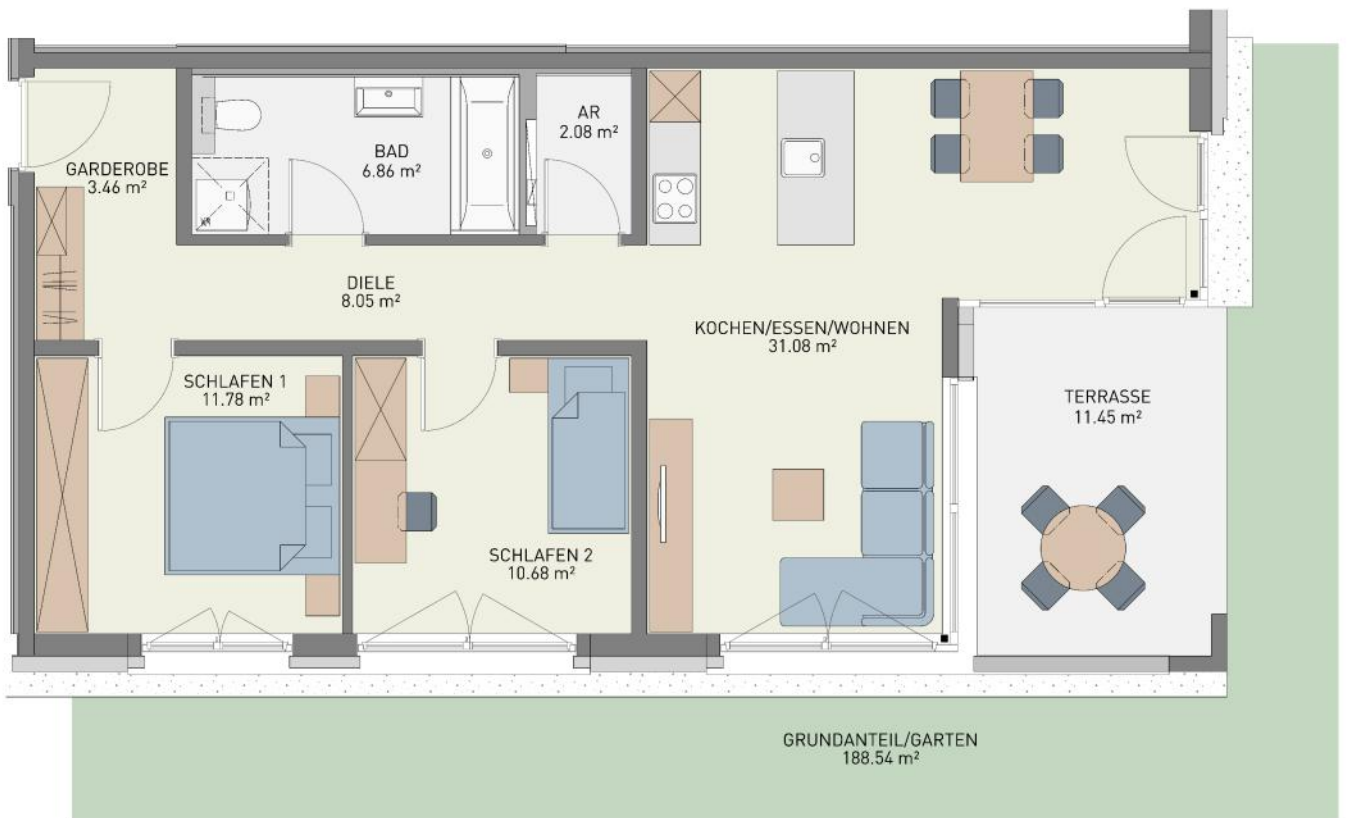 GARDEROBE
3.46 m²
BAD
6.86 m²
AR
2.08 m²
DIELE
8.05 m²
KOCHEN/ESSEN/WOHNEN
31.08 m²
SCHLAFEN 1
11.78 m²
SCHLAFEN 2
10.68 m²
TERRASSE
11.45 m²
GRUNDANTEIL/GARTEN
188.54 m²